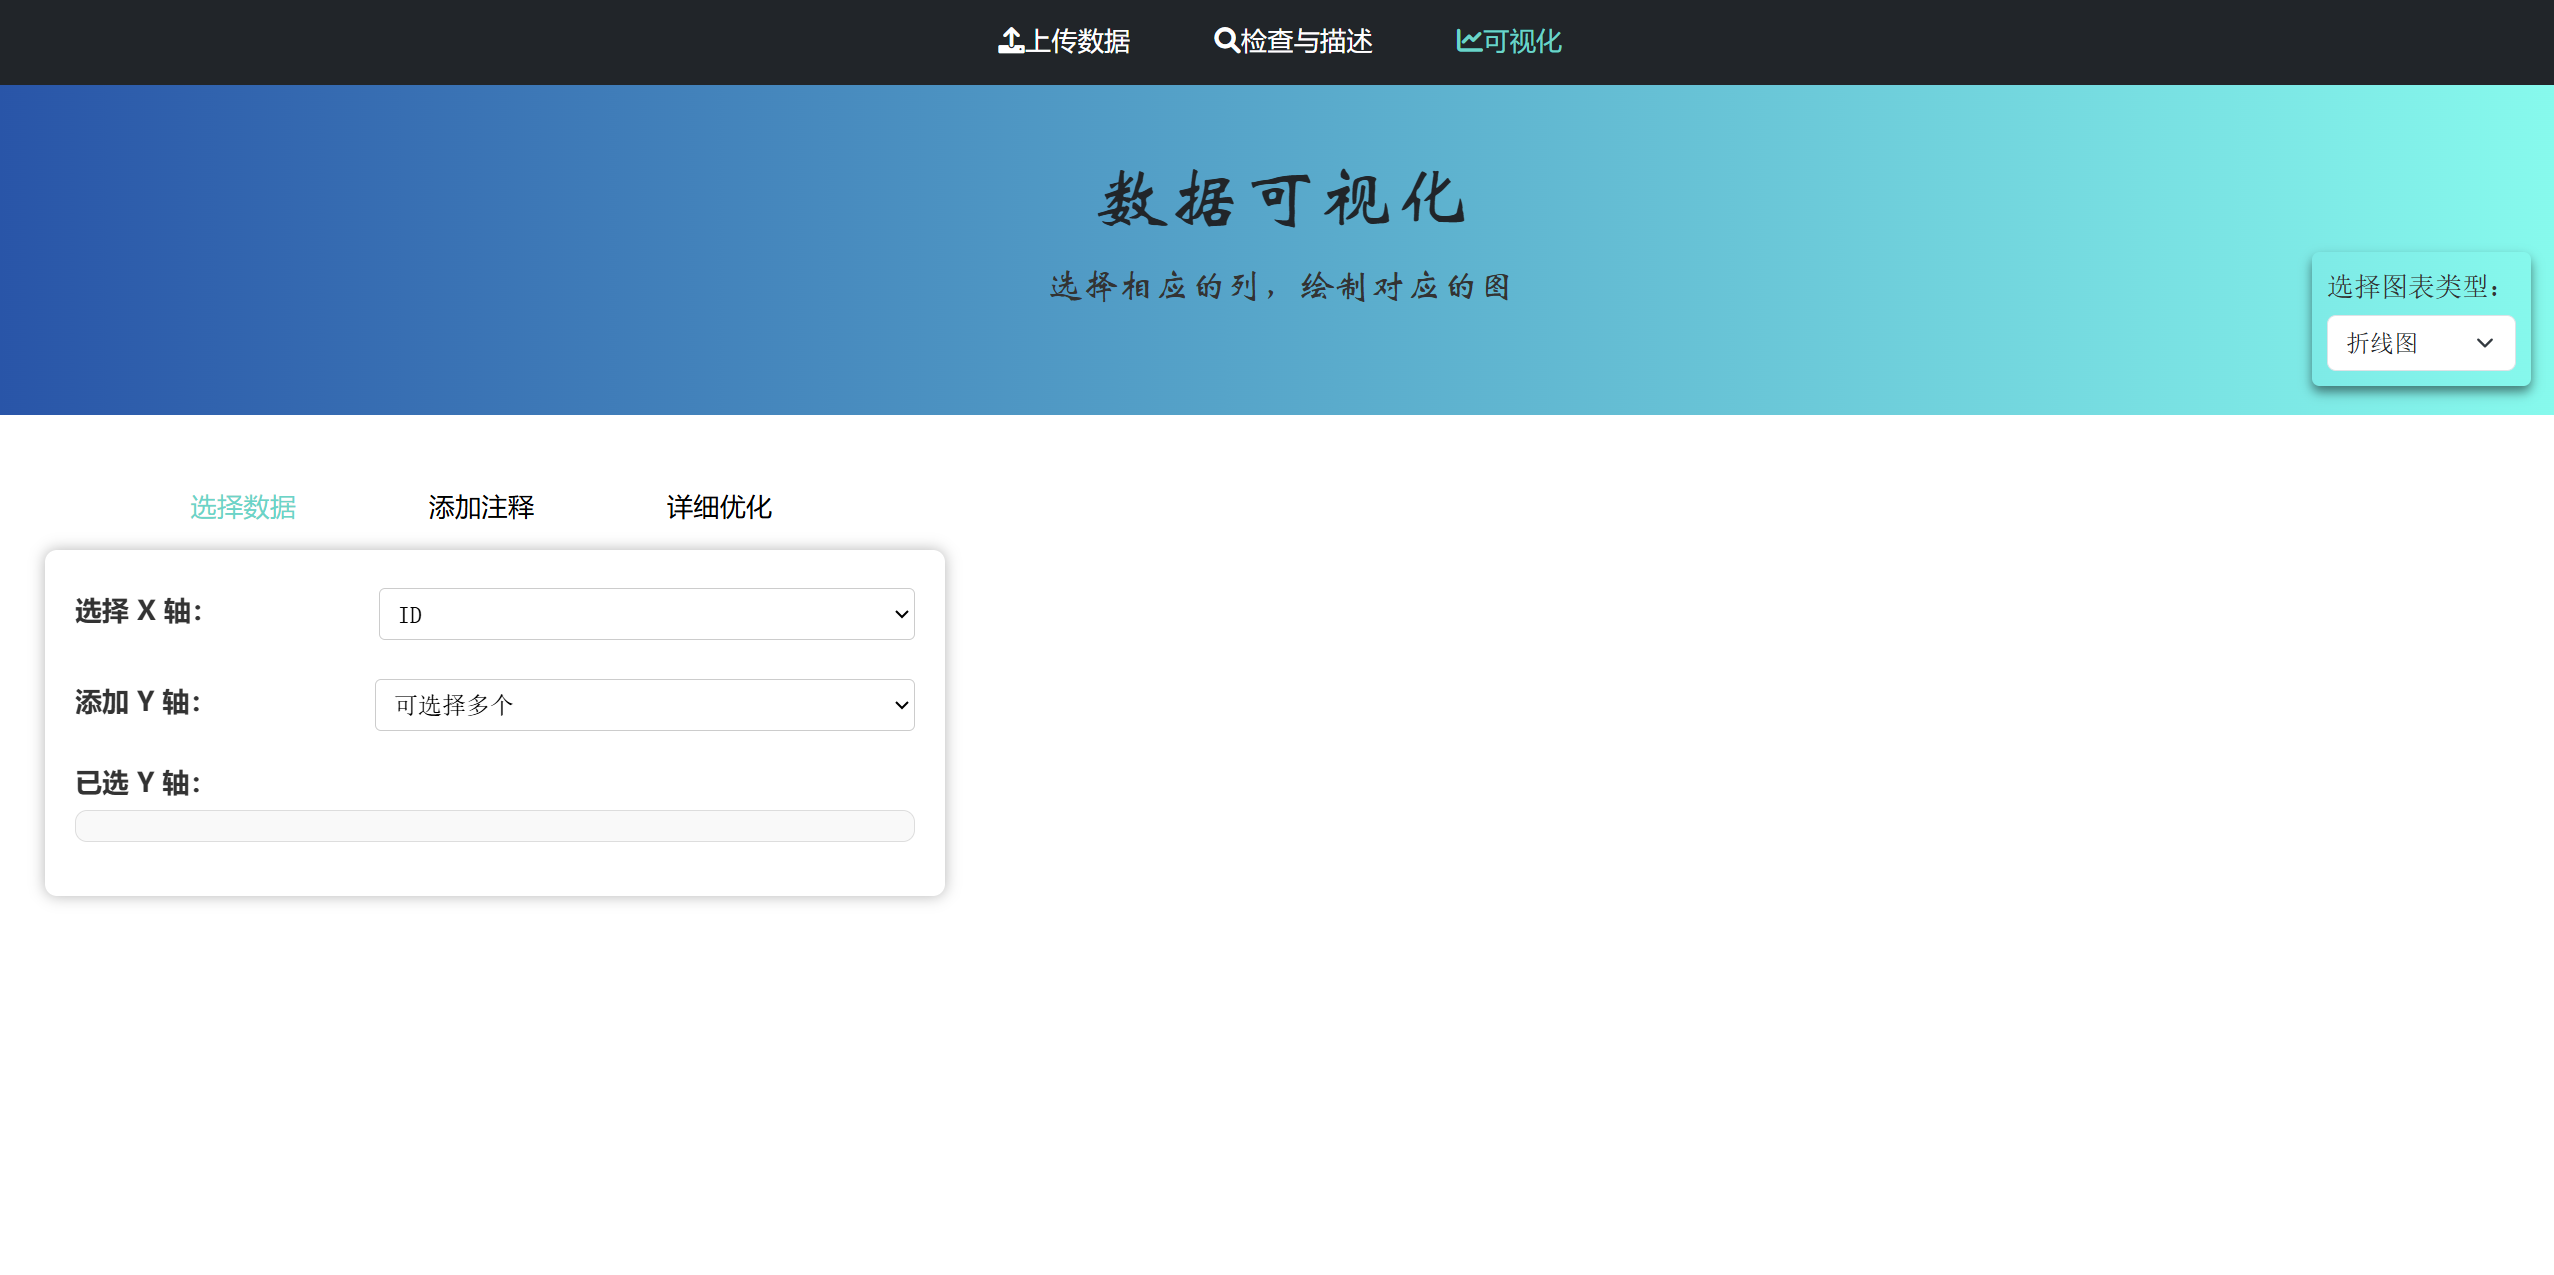 上传数据 检查与描述 可视化
数据可视化
选择相应的列，绘制对应的图
选择图表类型：
折线图
选择数据 添加注释 详细优化
选择 X 轴：
ID
添加 Y 轴：
可选择多个
已选 Y 轴：